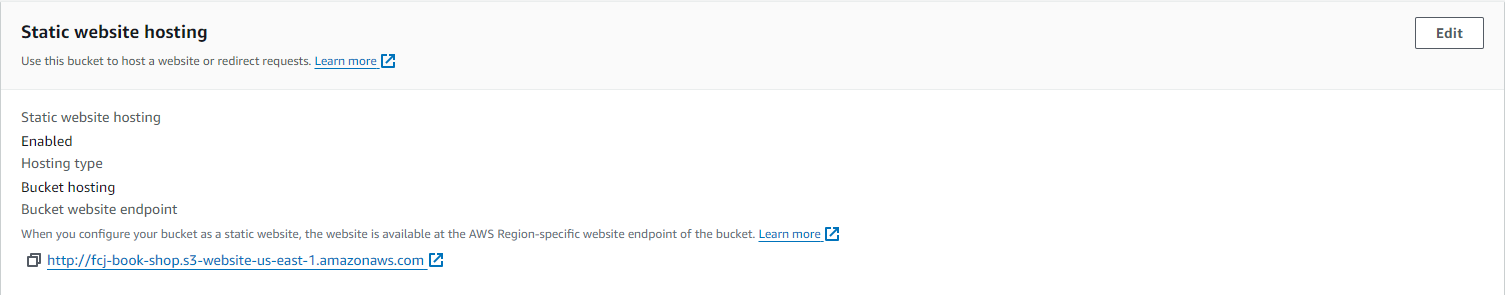 Static website hosting
Edit
Use this bucket to host a website or redirect requests. Learn more
Static website hosting
Enabled
Hosting type
Bucket hosting
Bucket website endpoint
When you configure your bucket as a static website, the website is available at the AWS Region-specific website endpoint of the bucket. Learn more
http://fcj-book-shop.s3-website-us-east-1.amazonaws.com